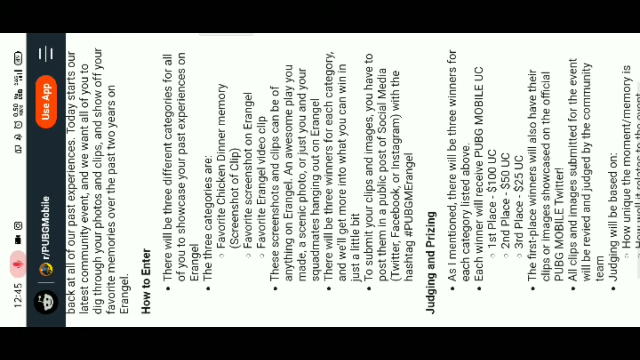 12:45
r/PUBGMobile
Use App
back at all of our past experiences. Today starts our
latest community event, and we want all of you to
dig through your photos and clips, and show off your
favorite memories over the past two years on
Erangel.
How to Enter
• There will be three different categories for all
of you to showcase your past experiences on
Erangel
• The three categories are:
○ Favorite Chicken Dinner memory
(Screenshot of Clip)
○ Favorite screenshot on Erangel
○ Favorite Erangel video clip
• These screenshots and clips can be of
anything on Erangel. An awesome play you
made, a scenic photo, or just you and your
squadmates hanging out on Erangel
• There will be three winners for each category,
and we'll get more into what you can win in
just a little bit
• To submit your clips and images, you have to
post them in a public post of Social Media
(Twitter, Facebook, or Instagram) with the
hashtag #PUBGMErangel
Judging and Prizing
• As I mentioned, there will be three winners for
each category listed above.
• Each winner will receive PUBG MOBILE UC
○ 1st Place - $100 UC
○ 2nd Place - $50 UC
○ 3rd Place - $25 UC
• The first-place winners will also have their
clips or images showcased on the official
PUBG MOBILE Twitter!
• All clips and images submitted for the event
will be revied and judged by the community
team
• Judging will be based on:
○ How unique the moment/memory is